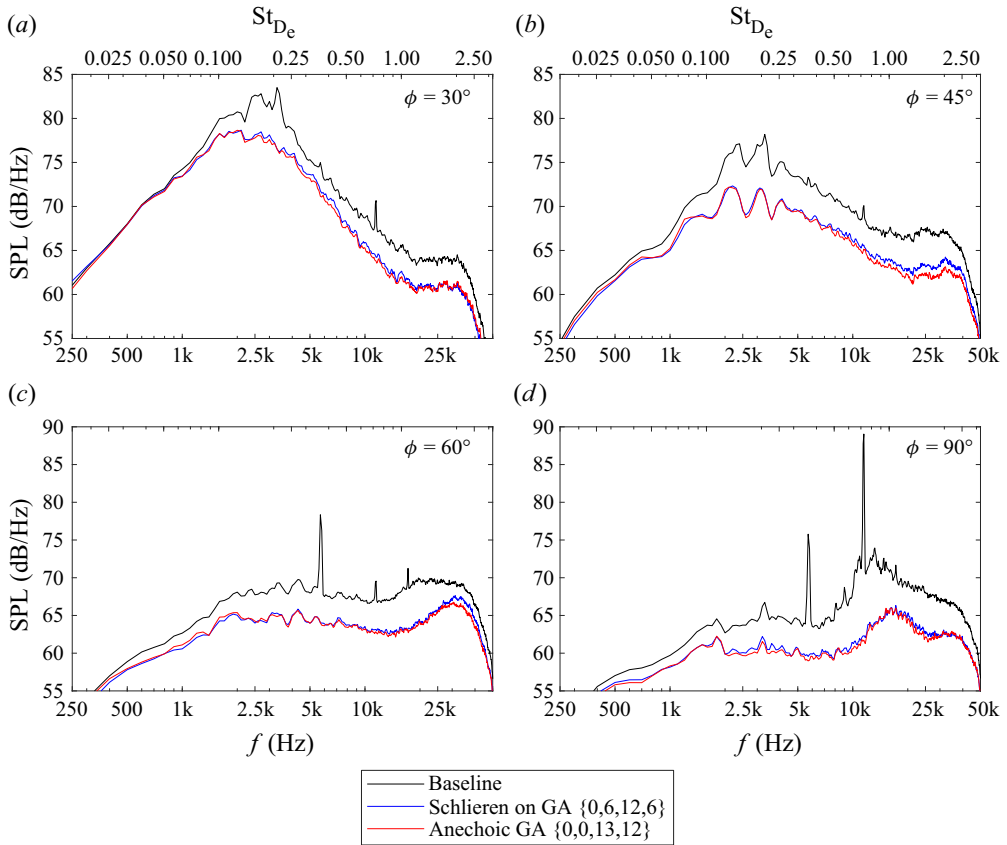 St_De St_De
(a) (b)
0.025 0.050 0.100 0.25 0.50 1.00 2.50 0.025 0.050 0.100 0.25 0.50 1.00 2.50
85 85
ϕ = 30° ϕ = 45°
80 80
75 75
70 70
65 65
60 60
55 55
SPL (dB/Hz)
250 500 1k 2.5k 5k 10k 25k 250 500 1k 2.5k 5k 10k 25k 50k
(c) (d)
90 90
ϕ = 60° ϕ = 90°
85 85
80 80
75 75
70 70
65 65
60 60
55 55
SPL (dB/Hz)
250 500 1k 2.5k 5k 10k 25k 250 500 1k 2.5k 5k 10k 25k 50k
f (Hz) f (Hz)
Baseline
Schlieren on GA {0,6,12,6}
Anechoic GA {0,0,13,12}